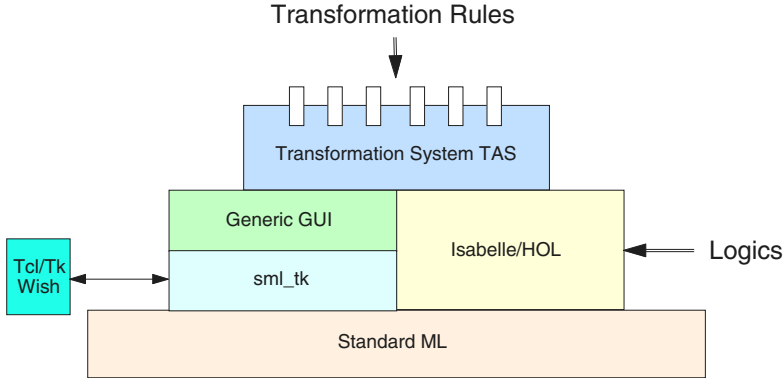 Transformation Rules
Transformation System TAS
Generic GUI
Isabelle/HOL
Logics
Tcl/Tk
Wish
sml_tk
Standard ML